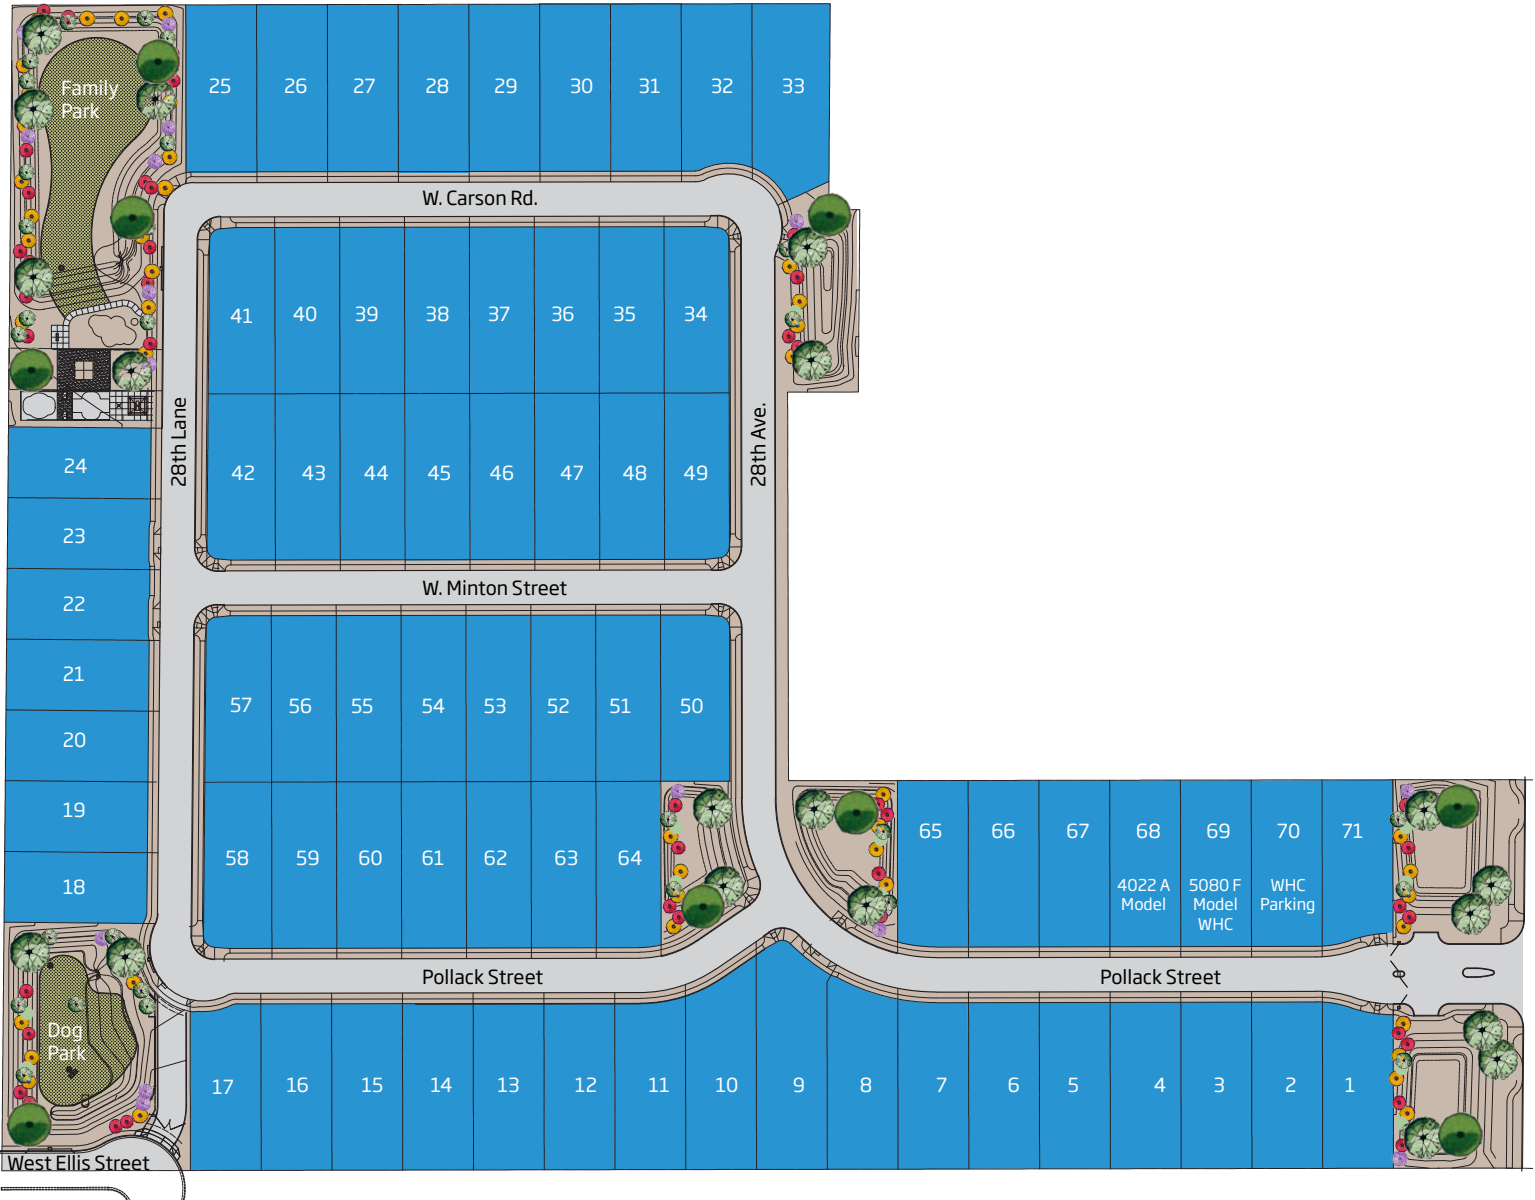 25 26 27 28 29 30 31 32 33
Family
Park
W. Carson Rd.
41 40 39 38 37 36 35 34
28th Lane
28th Ave.
42 43 44 45 46 47 48 49
24
23
22
21
20
19
18
W. Minton Street
57 56 55 54 53 52 51 50
58 59 60 61 62 63 64
65 66 67 68 69 70 71
4022 A
Model
5080 F
Model
WHC
WHC
Parking
Pollack Street
Pollack Street
Dog
Park
17 16 15 14 13 12 11 10 9 8 7 6 5 4 3 2 1
West Ellis Street